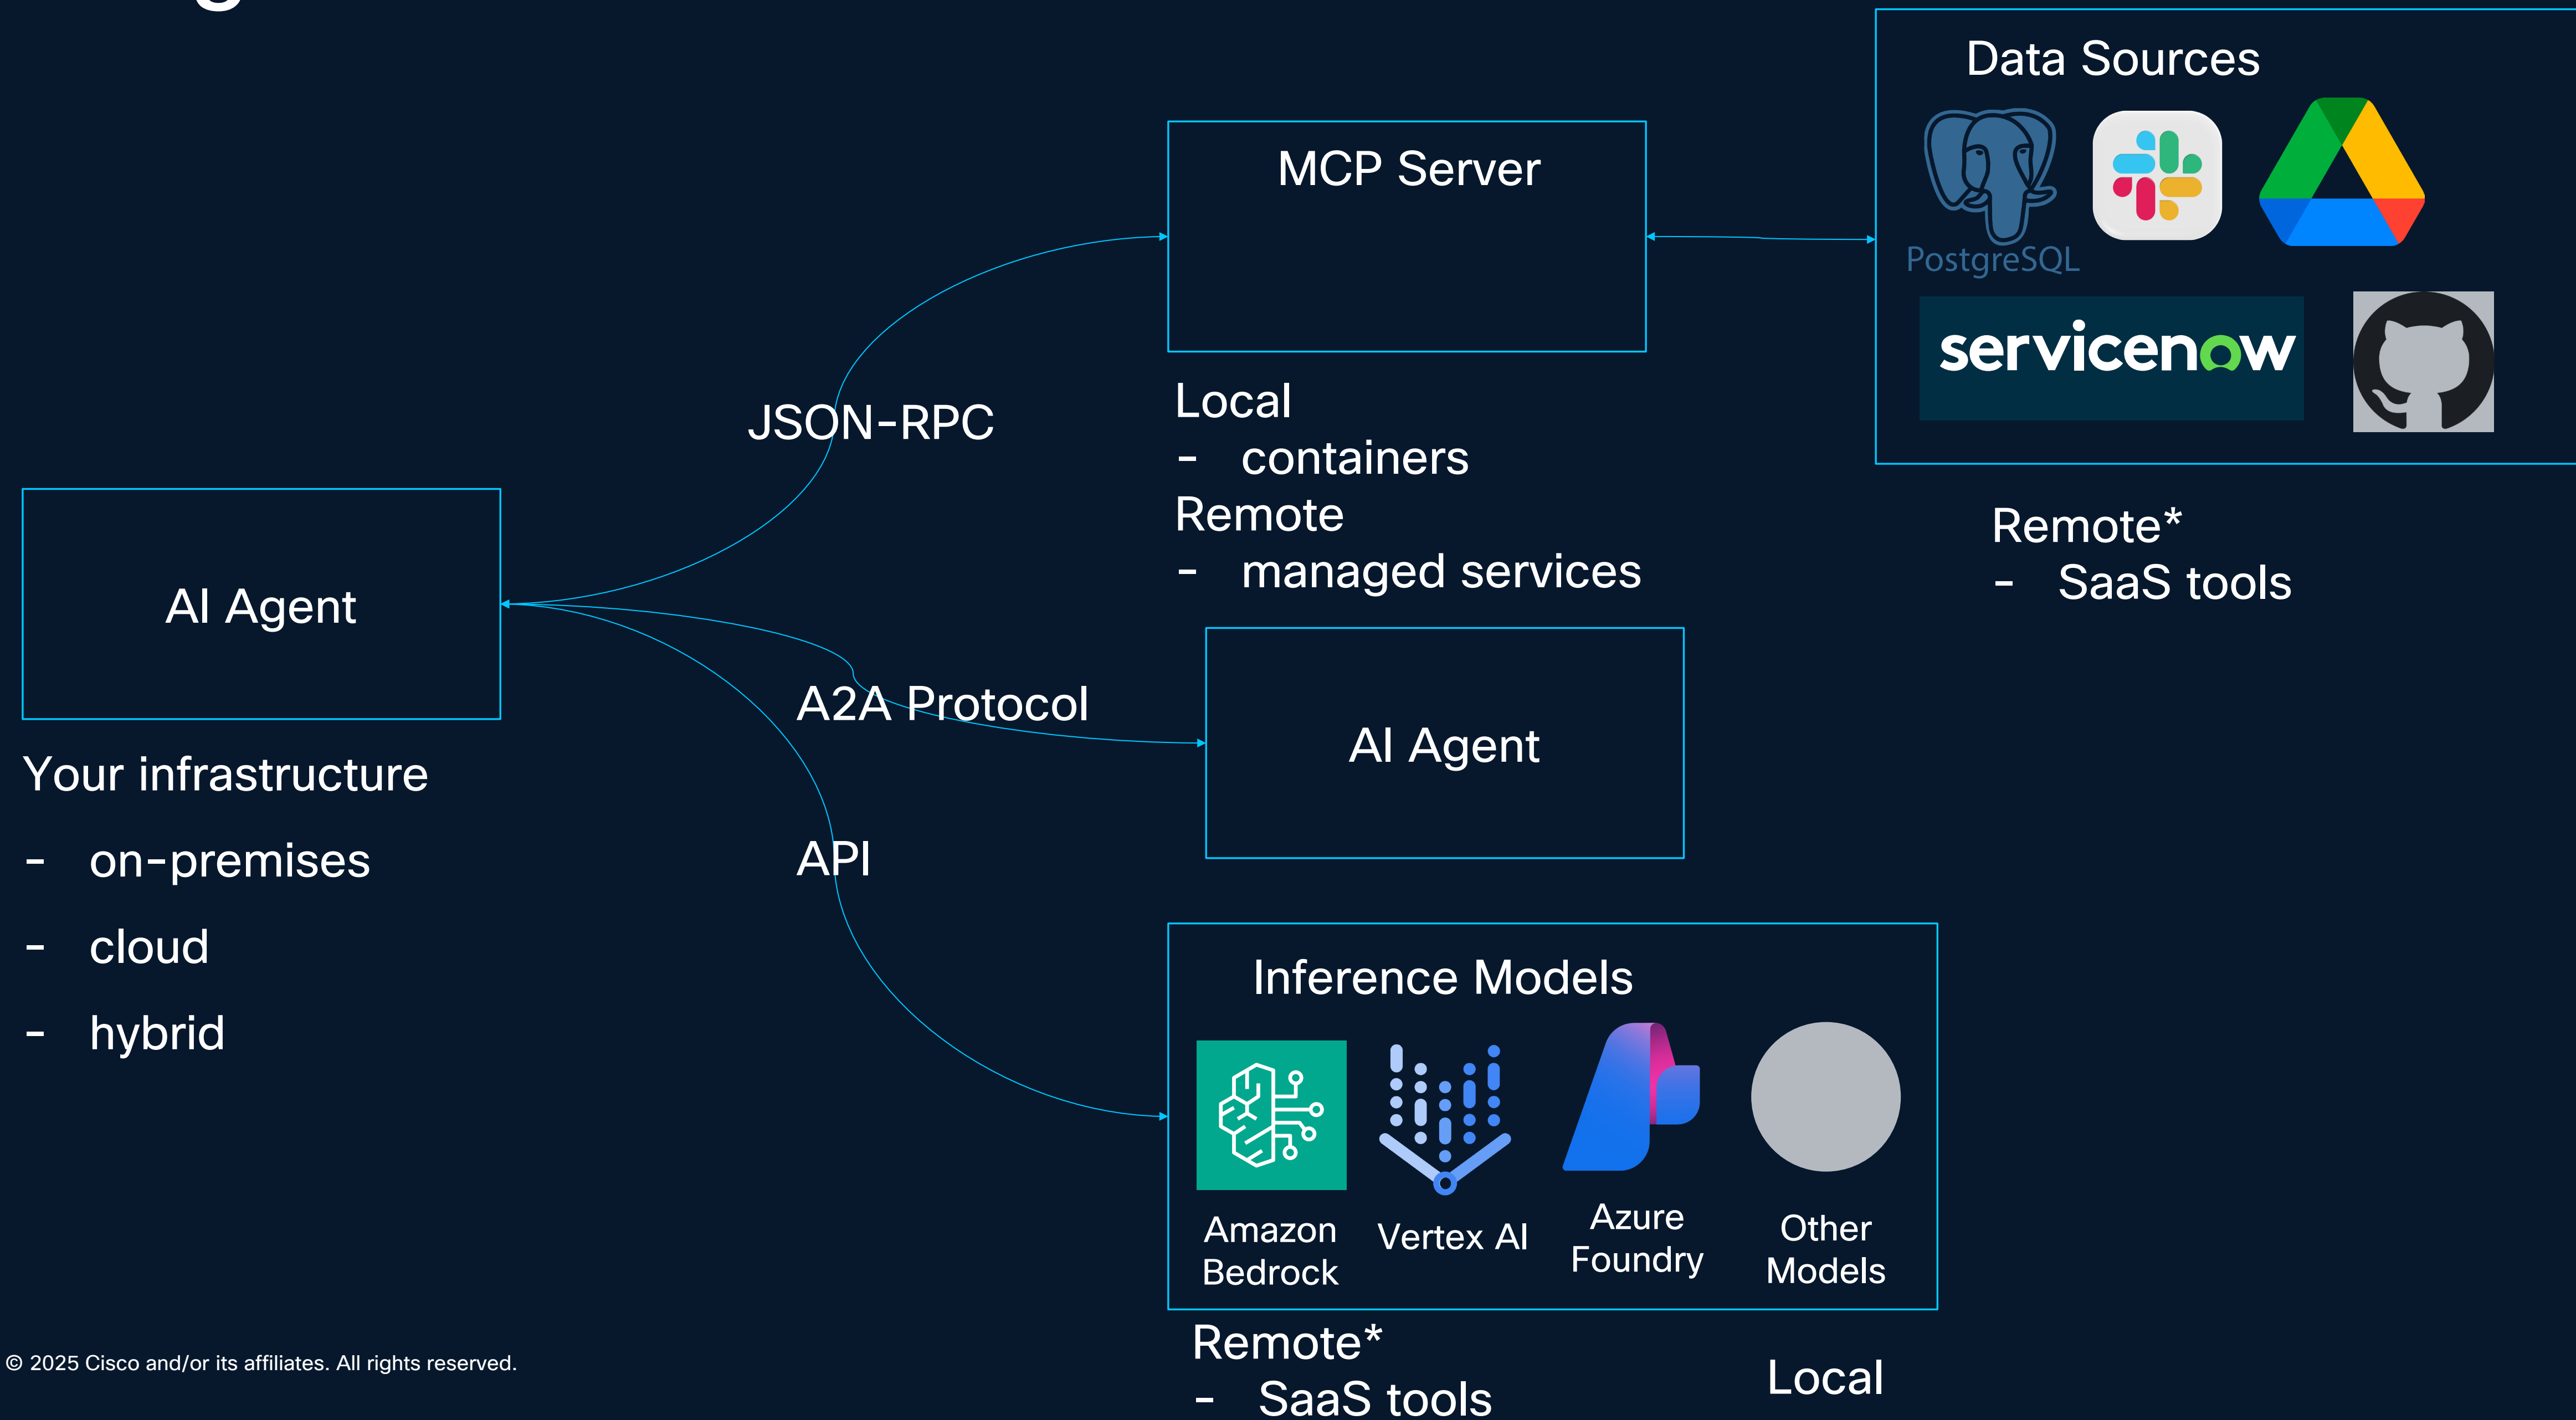 Data Sources
PostgreSQL
servicenow
Remote*
- SaaS tools
MCP Server
Local
- containers
Remote
- managed services
JSON-RPC
AI Agent
Your infrastructure
- on-premises
- cloud
- hybrid
A2A Protocol
AI Agent
API
Inference Models
Amazon
Bedrock
Vertex AI
Azure
Foundry
Other
Models
Remote*
- SaaS tools
Local
© 2025 Cisco and/or its affiliates. All rights reserved.